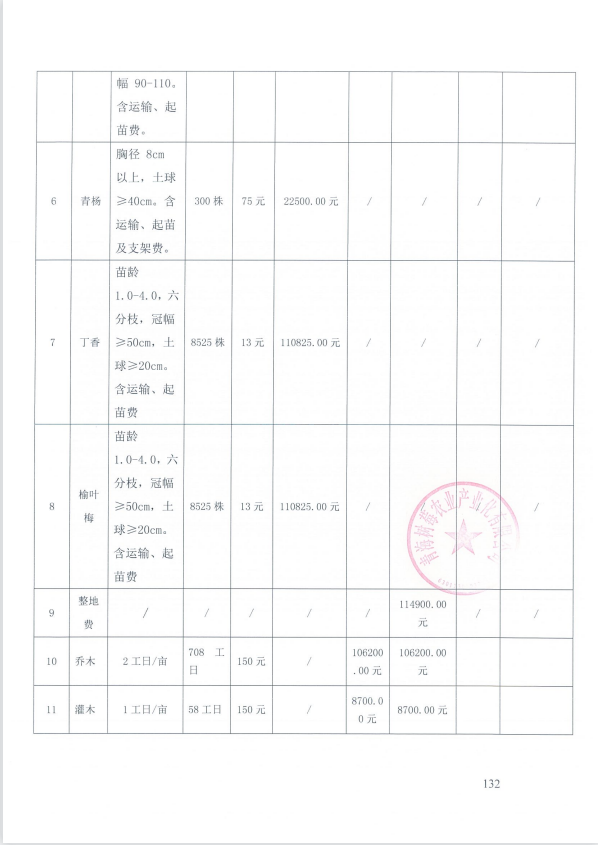 幅 90-110。
含运输、起
苗费。
6 青杨 胸径 8cm
以上，土球
≥40cm。含
运输、起苗
及支架费。 300 株 75 元 22500.00 元 / / / /
7 丁香 苗龄
1.0-4.0，六
分枝，冠幅
≥50cm，土
球≥20cm。
含运输、起
苗费 8525 株 13 元 110825.00 元 / / / /
8 榆叶
梅 苗龄
1.0-4.0，六
分枝，冠幅
≥50cm，土
球≥20cm。
含运输、起
苗费 8525 株 13 元 110825.00 元 / /
9 整地
费 / / / / / 114900.00
元 / /
10 乔木 2 工日/亩 708 工
日 150 元 / 106200
.00 元 106200.00
元
11 灌木 1 工日/亩 58 工日 150 元 / 8700.0
0 元 8700.00 元
132